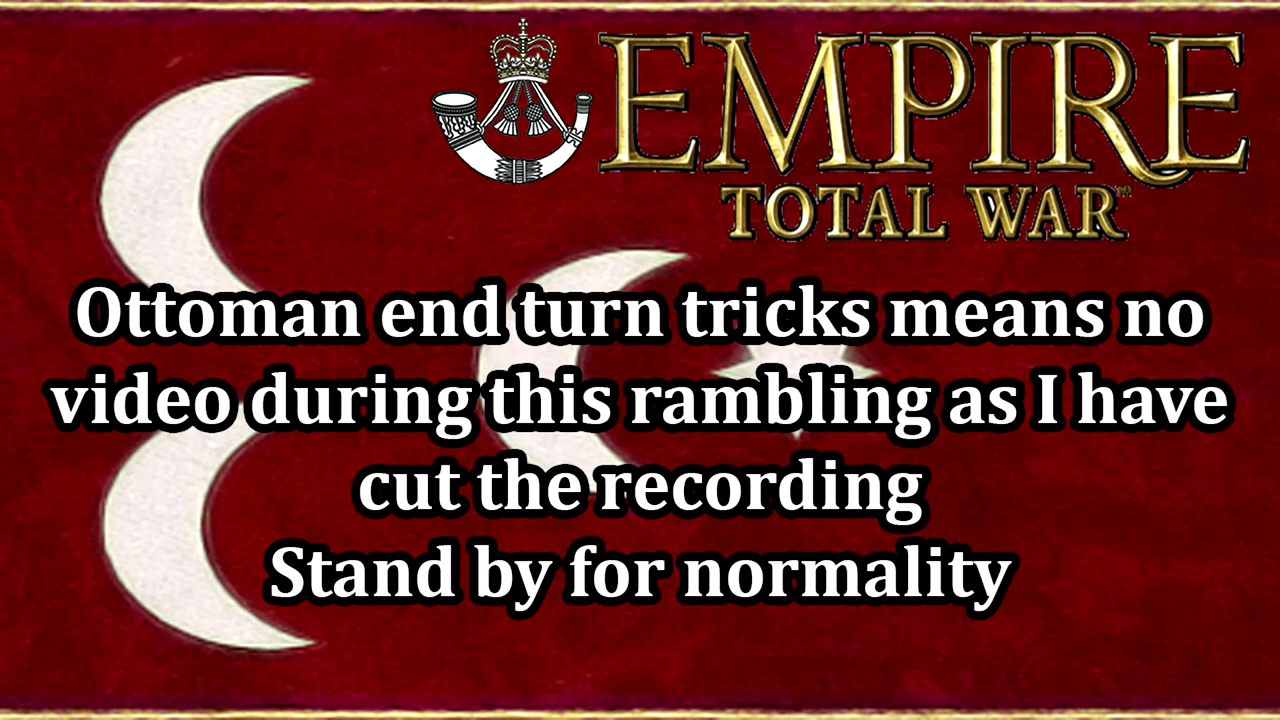 EMPIRE
TOTAL WAR™
Ottoman end turn tricks means no
video during this rambling as I have
cut the recording
Stand by for normality